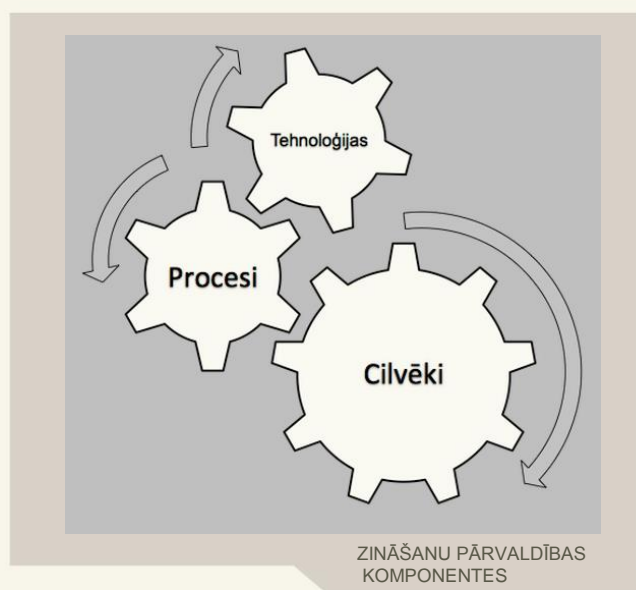 Tehnoloģijas
Procesi
Cilvēki
ZINĀŠANU PĀRVALDĪBAS
KOMPONENTES